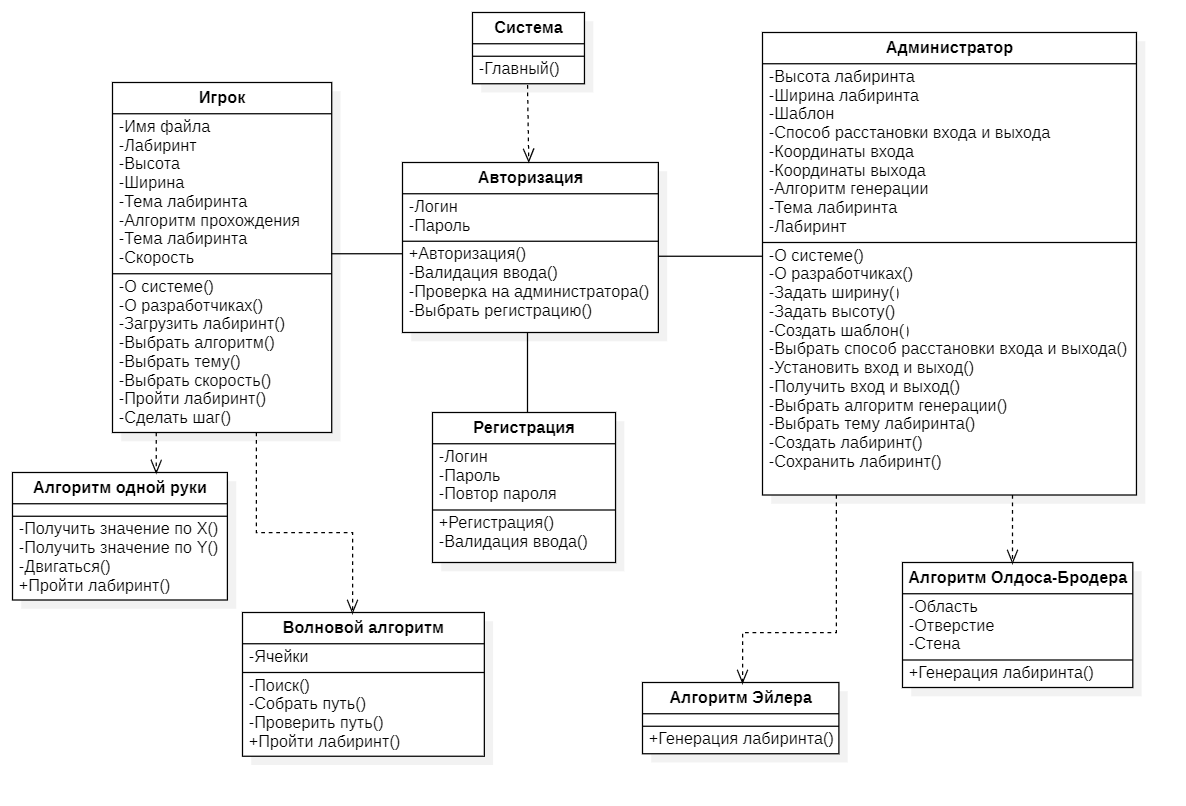 Система
-Главный()
Игрок
-Имя файла
-Лабиринт
-Высота
-Ширина
-Тема лабиринта
-Алгоритм прохождения
-Тема лабиринта
-Скорость
-О системе()
-О разработчиках()
-Загрузить лабиринт()
-Выбрать алгоритм()
-Выбрать тему()
-Выбрать скорость()
-Пройти лабиринт()
-Сделать шаг()
Авторизация
-Логин
-Пароль
+Авторизация()
-Валидация ввода()
-Проверка на администратора()
-Выбрать регистрацию()
Администратор
-Высота лабиринта
-Ширина лабиринта
-Шаблон
-Способ расстановки входа и выхода
-Координаты входа
-Координаты выхода
-Алгоритм генерации
-Тема лабиринта
-Лабиринт
-О системе()
-О разработчиках()
-Задать ширину()
-Задать высоту()
-Создать шаблон()
-Выбрать способ расстановки входа и выхода()
-Установить вход и выход()
-Получить вход и выход()
-Выбрать алгоритм генерации()
-Выбрать тему лабиринта()
-Создать лабиринт()
-Сохранить лабиринт()
Регистрация
-Логин
-Пароль
-Повтор пароля
+Регистрация()
-Валидация ввода()
Алгоритм одной руки
-Получить значение по X()
-Получить значение по Y()
-Двигаться()
+Пройти лабиринт()
Волновой алгоритм
-Ячейки
-Поиск()
-Собрать путь()
-Проверить путь()
+Пройти лабиринт()
Алгоритм Олдоса-Бродера
-Область
-Отверстие
-Стена
+Генерация лабиринта()
Алгоритм Эйлера
+Генерация лабиринта()